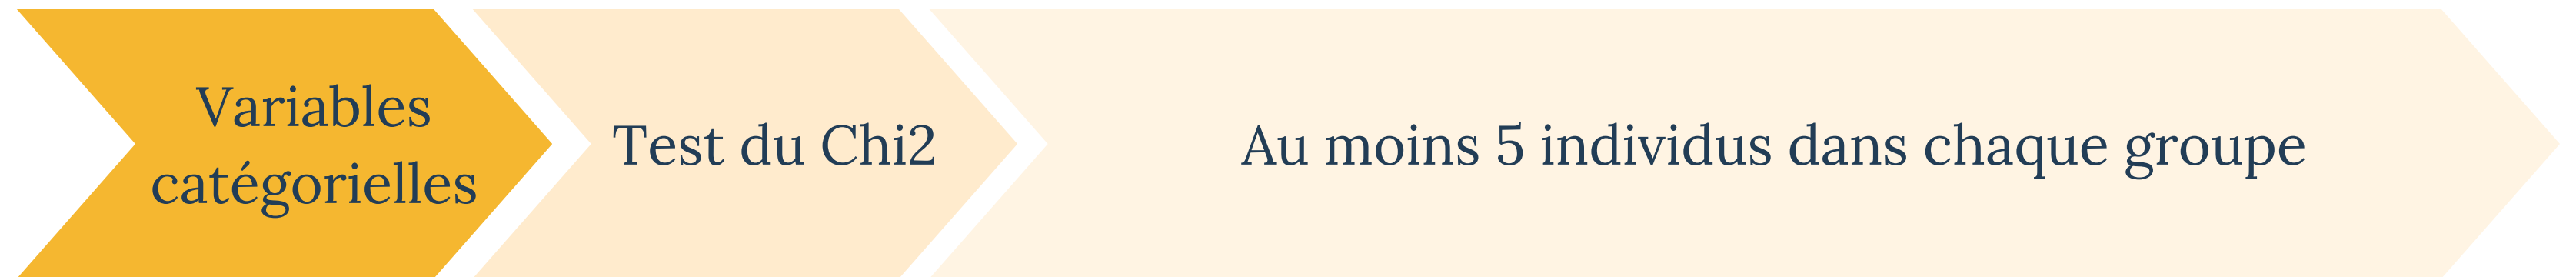 Variables
catégorielles
Test du Chi2
Au moins 5 individus dans chaque groupe